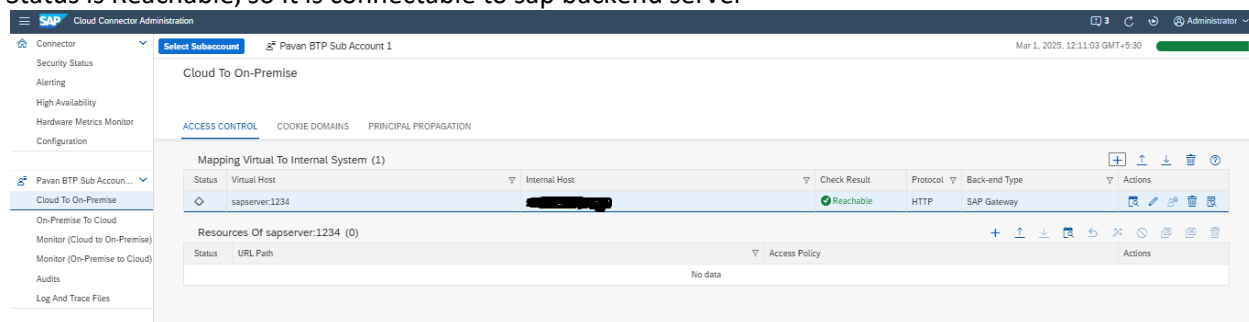 Status is Reachable, so it is connectable to sap backend server
SAP Cloud Connector Administration 3 Administrator
Connector
Security Status
Alerting
High Availability
Hardware Metrics Monitor
Configuration
Pavan BTP Sub Accoun...
Cloud To On-Premise
On-Premise To Cloud
Monitor (Cloud to On-Premise)
Monitor (On-Premise to Cloud)
Audits
Log And Trace Files
Select Subaccount Pavan BTP Sub Account 1 Mar 1, 2025, 12:11:03 GMT+5:30
Cloud To On-Premise
ACCESS CONTROL COOKIE DOMAINS PRINCIPAL PROPAGATION
Mapping Virtual To Internal System (1)
Status Virtual Host Internal Host Check Result Protocol Back-end Type Actions
sapserver:1234 Reachable HTTP SAP Gateway
Resources Of sapserver:1234 (0)
Status URL Path Access Policy Actions
No data